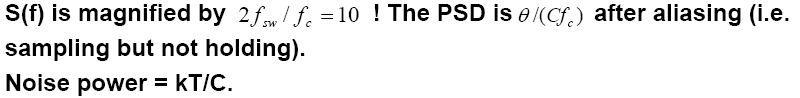 S(f) is magnified by 2f_sw / f_c = 10 ! The PSD is θ/(Cf_c) after aliasing (i.e.
sampling but not holding).
Noise power = kT/C.